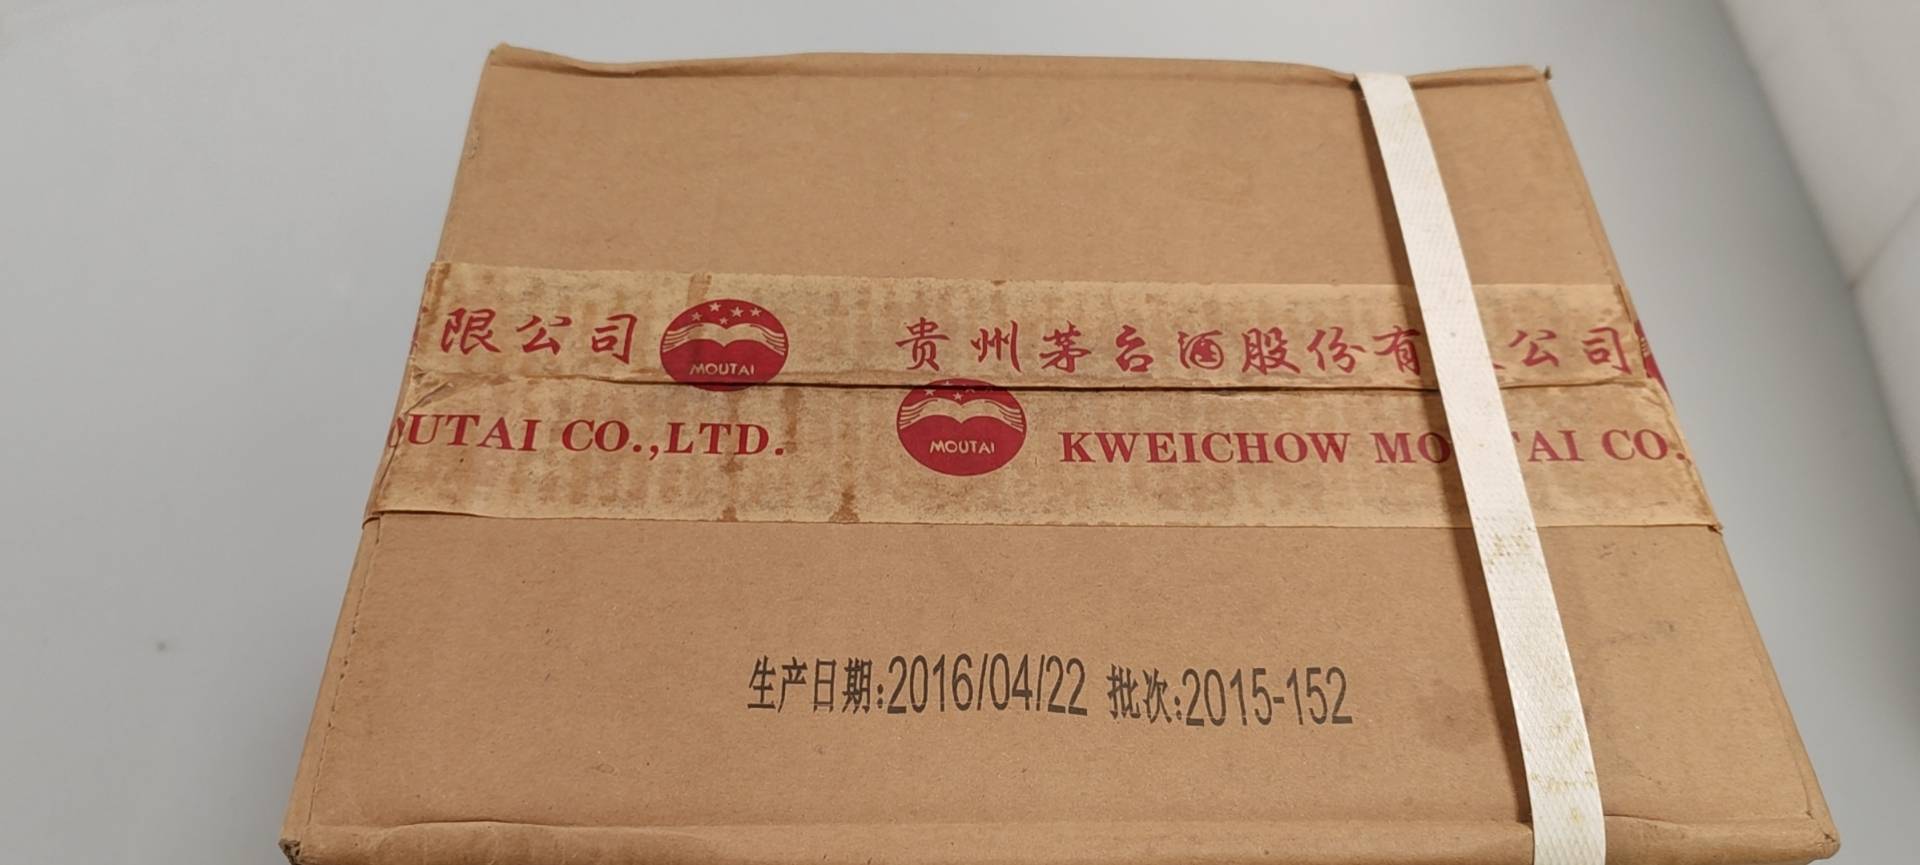 限公司 MOUTAI 贵州茅台酒股份有 公司
UTAI CO.,LTD. MOUTAI KWEICHOW MO TAI CO.
生产日期:2016/04/22 批次:2015-152